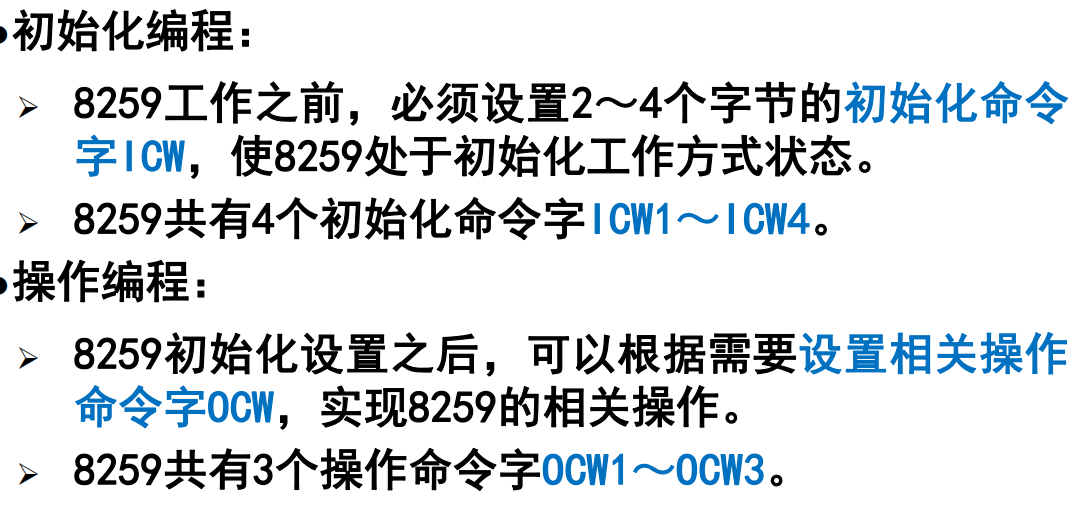 •初始化编程：
➢ 8259工作之前，必须设置2～4个字节的初始化命令
字ICW，使8259处于初始化工作方式状态。
➢ 8259共有4个初始化命令字ICW1～ICW4。
•操作编程：
➢ 8259初始化设置之后，可以根据需要设置相关操作
命令字OCW，实现8259的相关操作。
➢ 8259共有3个操作命令字OCW1～OCW3。